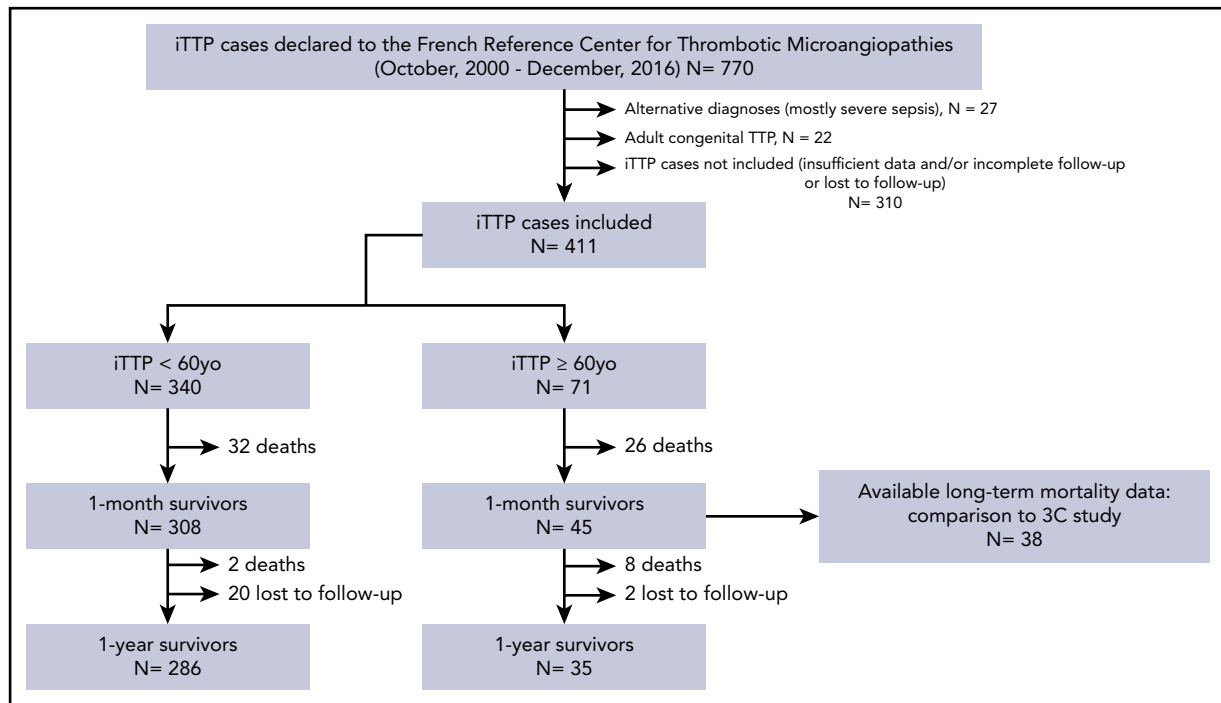 iTTP cases declared to the French Reference Center for Thrombotic Microangiopathies
(October, 2000 - December, 2016) N= 770
Alternative diagnoses (mostly severe sepsis), N = 27
Adult congenital TTP, N = 22
iTTP cases not included (insufficient data and/or incomplete follow-up
or lost to follow-up)
N= 310
iTTP cases included
N= 411
iTTP < 60yo
N= 340
iTTP ≥ 60yo
N= 71
32 deaths
26 deaths
1-month survivors
N= 308
1-month survivors
N= 45
Available long-term mortality data:
comparison to 3C study
N= 38
2 deaths
20 lost to follow-up
8 deaths
2 lost to follow-up
1-year survivors
N= 286
1-year survivors
N= 35